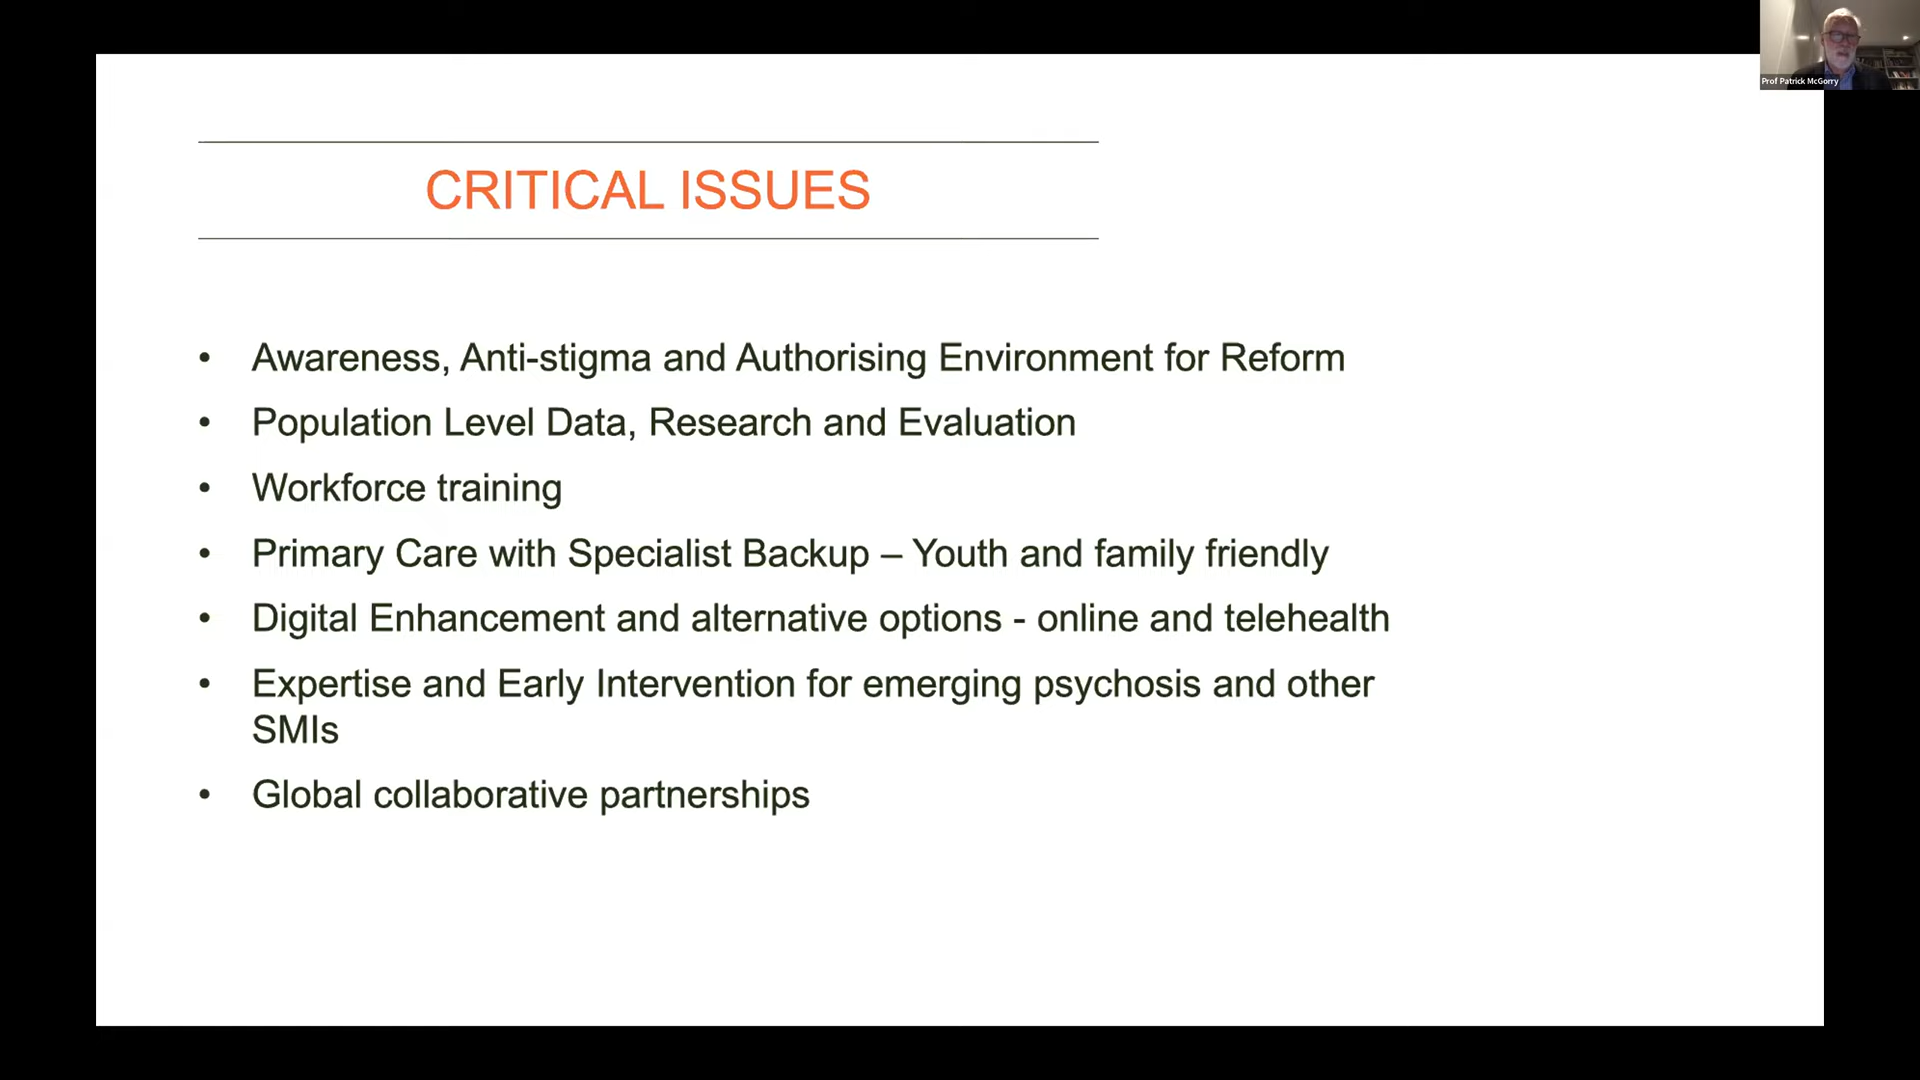 Prof Patrick McGorry
CRITICAL ISSUES
• Awareness, Anti-stigma and Authorising Environment for Reform
• Population Level Data, Research and Evaluation
• Workforce training
• Primary Care with Specialist Backup – Youth and family friendly
• Digital Enhancement and alternative options - online and telehealth
• Expertise and Early Intervention for emerging psychosis and other
SMIs
• Global collaborative partnerships